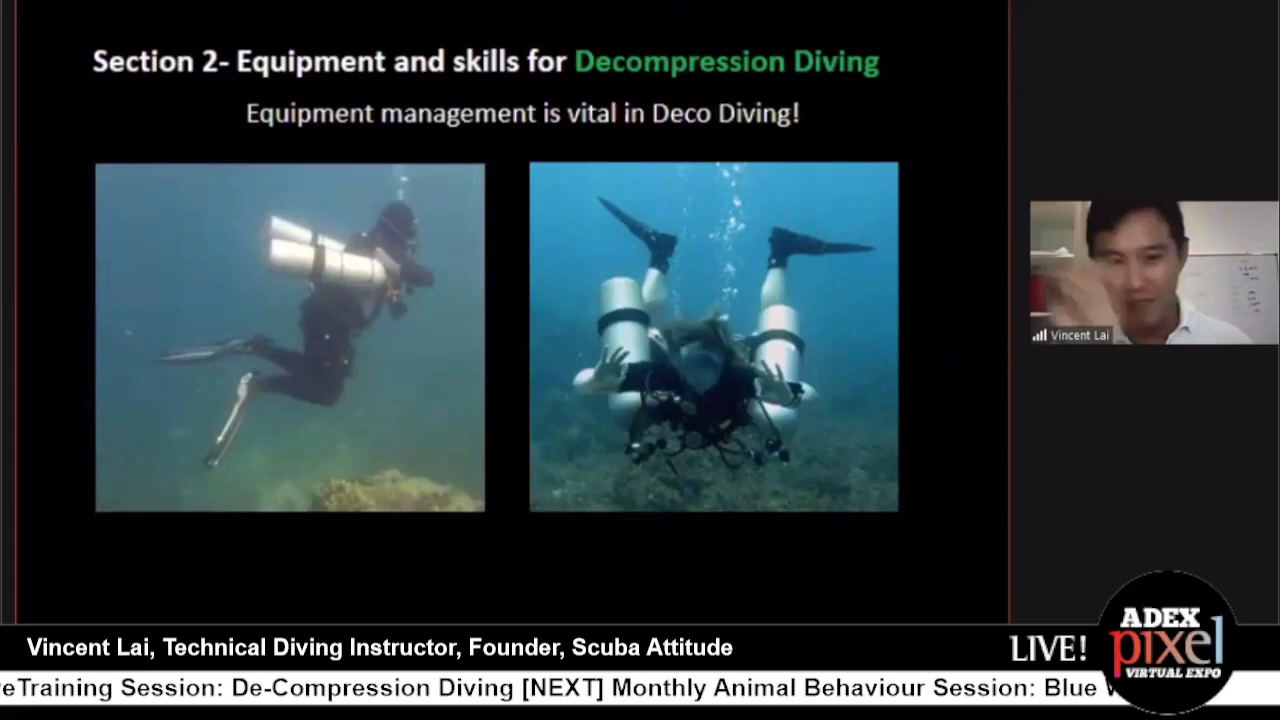 Section 2- Equipment and skills for Decompression Diving
Equipment management is vital in Deco Diving!
Vincent Lai
Vincent Lai, Technical Diving Instructor, Founder, Scuba Attitude
LIVE!
ADEX
pixel
VIRTUAL EXPO
Training Session: De-Compression Diving [NEXT] Monthly Animal Behaviour Session: Blue